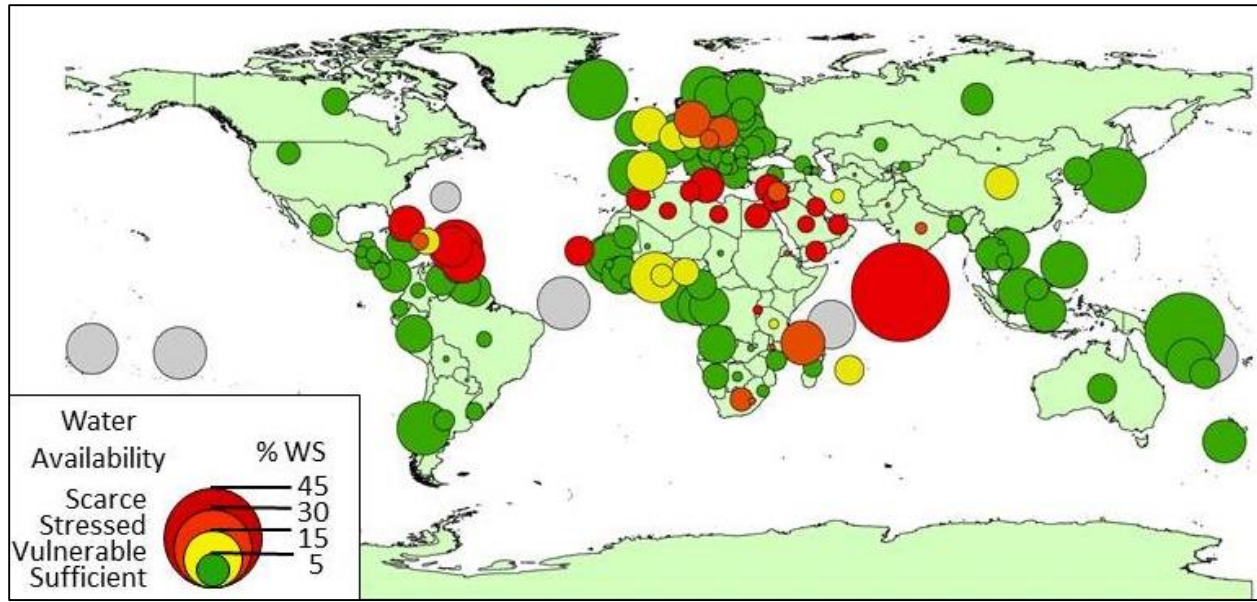 Water
Availability
% WS
Scarce
45
Stressed
30
Vulnerable
15
Sufficient
5